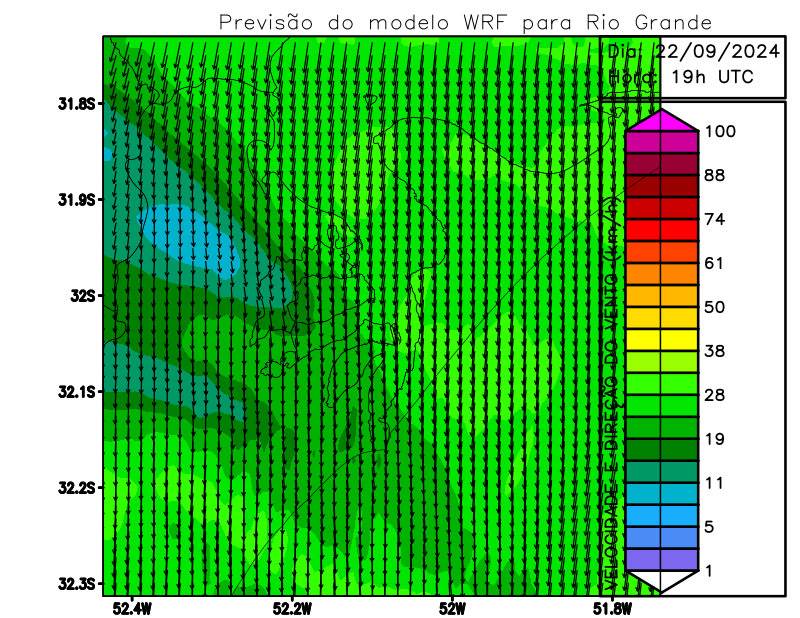 Previsão do modelo WRF para Rio Grande
Dia: 22/09/2024
Hora: 19h UTC
31.8S
31.9S
32S
32.1S
32.2S
32.3S
52.4W
52.2W
52W
51.8W
VELOCIDADE E DIREÇÃO DO VENTO (km/h)
100
88
74
61
50
38
28
19
11
5
1